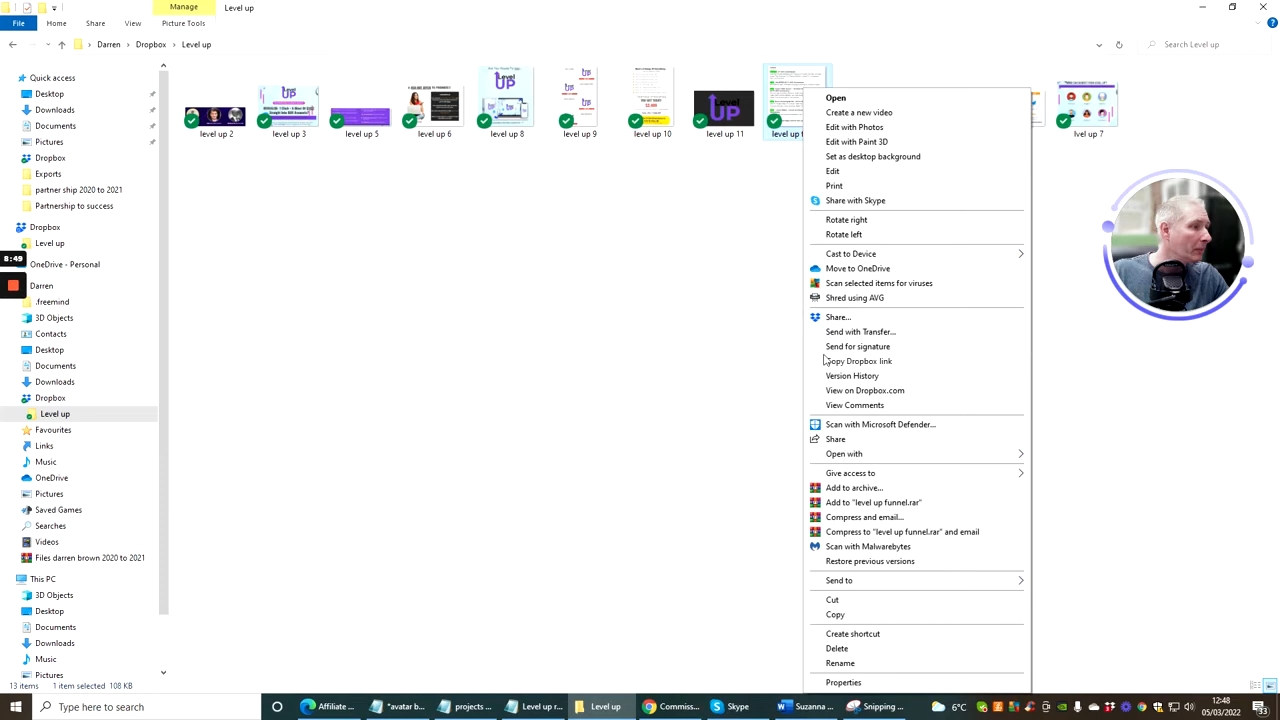 Manage
Level up
File
Home
Share
View
Picture Tools
Darren
Dropbox
Level up
Search Level up
Quick access
Desktop
Downloads
Documents
Pictures
Dropbox
Exports
partner ship 2020 to 2021
Partnership to success
Dropbox
Level up
OneDrive - Personal
8:49
Darren
.freemind
3D Objects
Contacts
Desktop
Documents
Downloads
Dropbox
Level up
Favourites
Links
Music
OneDrive
Pictures
Saved Games
Searches
Videos
Files darren brown 2020 to 2021
This PC
3D Objects
Desktop
Documents
Downloads
Music
Pictures
level up 2
level up 3
level up 5
level up 6
level up 8
level up 9
level up 10
level up 11
level up f
lvel up 7
Level UP
Open
Create a new video
Edit with Photos
Edit with Paint 3D
Set as desktop background
Edit
Print
Share with Skype
Rotate right
Rotate left
Cast to Device
Move to OneDrive
Scan selected items for viruses
Shred using AVG
Share...
Send with Transfer...
Send for signature
Copy Dropbox link
Version History
View on Dropbox.com
View Comments
Scan with Microsoft Defender...
Share
Open with
Give access to
Add to archive...
Add to "level up funnel.rar"
Compress and email...
Compress to "level up funnel.rar" and email
Scan with Malwarebytes
Restore previous versions
Send to
Cut
Copy
Create shortcut
Delete
Rename
Properties
13 items
1 item selected 108 KB
Type here to search
Affiliate ...
"avatar b...
projects ...
Level up r...
Level up
Commiss...
Skype
Suzanna ...
Snipping ...
6°C
12:48
05/03/2022